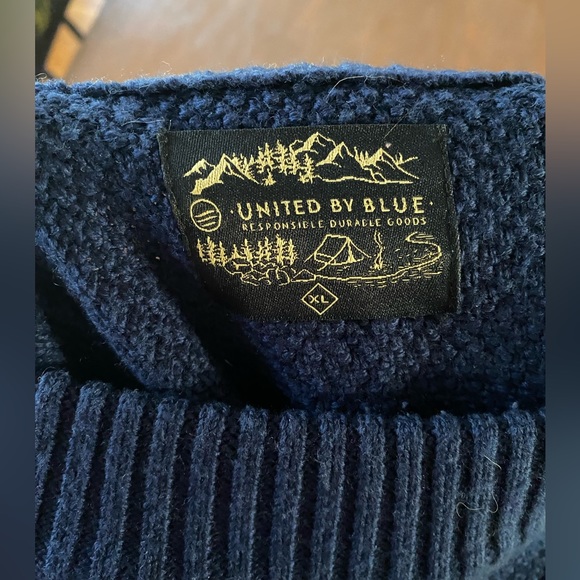 ·UNITED BY BLUE·
RESPONSIBLE DURABLE GOODS
XL